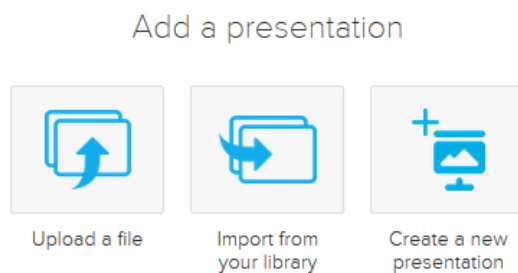 Add a presentation
Upload a file
Import from
your library
Create a new
presentation